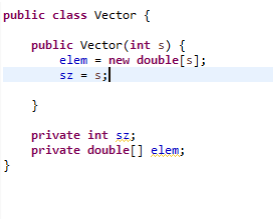 public class Vector {
public Vector(int s) {
elem = new double[s];
sz = s;
}
private int sz;
private double[] elem;
}